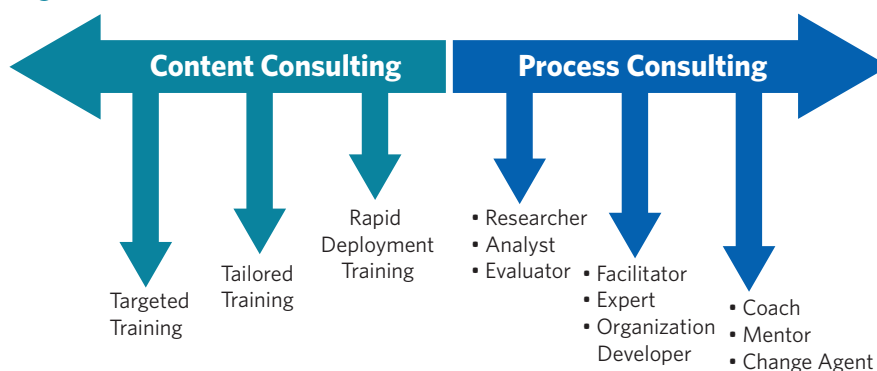 Content Consulting
Process Consulting
Targeted
Training
Tailored
Training
Rapid
Deployment
Training
• Researcher
• Analyst
• Evaluator
• Facilitator
• Expert
• Organization
Developer
• Coach
• Mentor
• Change Agent